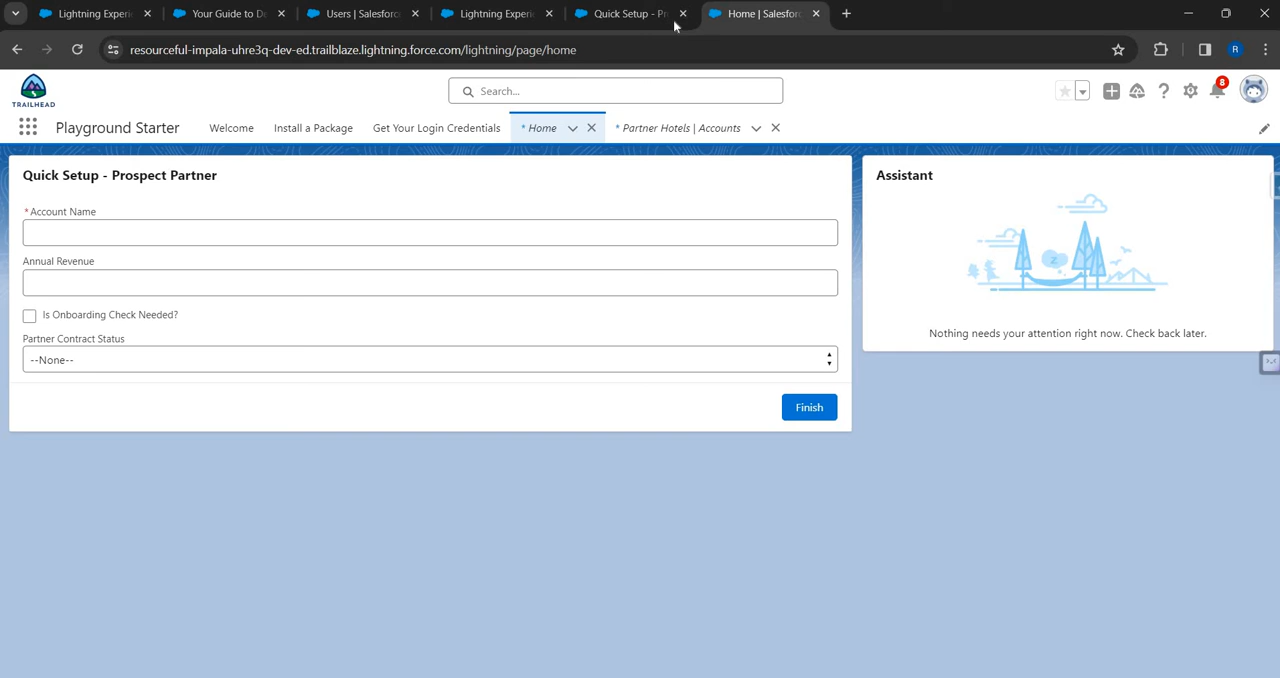 Lightning Experi
Your Guide to De
Users | Salesforc
Lightning Experi
Quick Setup - Pr
Home | Salesforc
resourceful-impala-uhre3q-dev-ed.trailblaze.lightning.force.com/lightning/page/home
R
TRAILHEAD
Search...
8
Playground Starter
Welcome
Install a Package
Get Your Login Credentials
* Home
* Partner Hotels | Accounts
Quick Setup - Prospect Partner
Assistant
* Account Name
Annual Revenue
Is Onboarding Check Needed?
Partner Contract Status
--None--
Nothing needs your attention right now. Check back later.
Finish